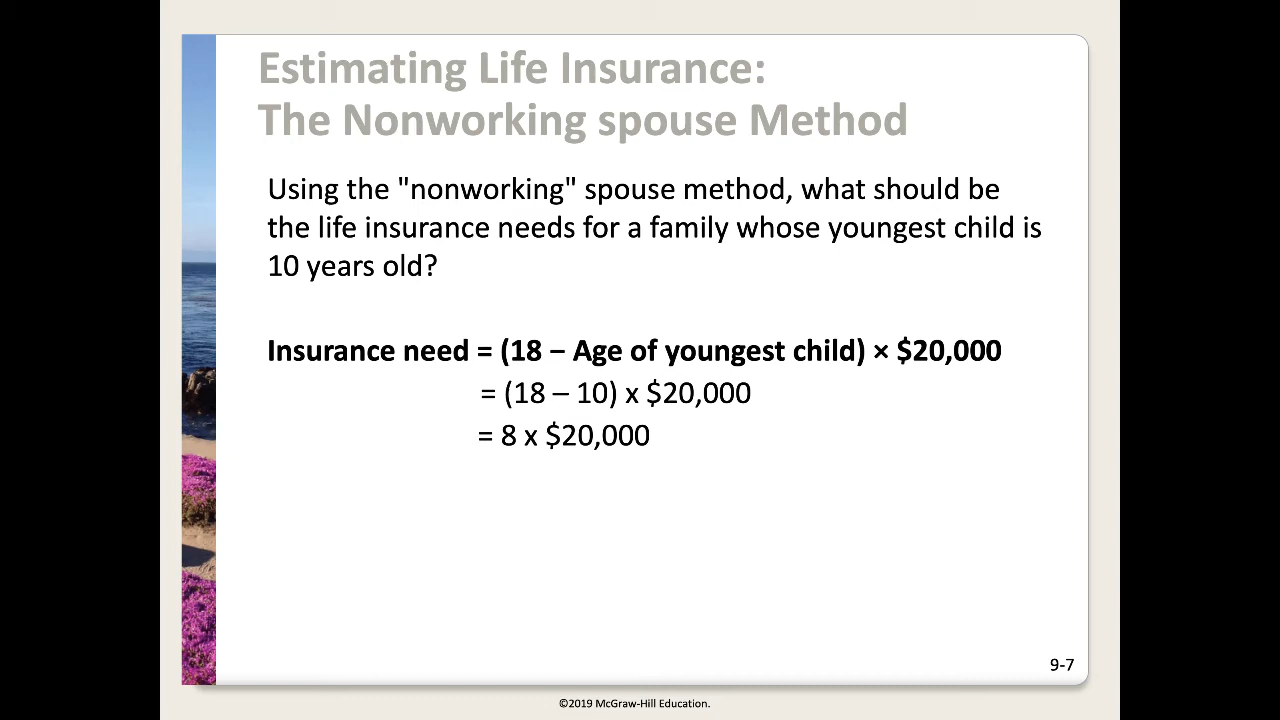 Estimating Life Insurance:
The Nonworking spouse Method
Using the "nonworking" spouse method, what should be
the life insurance needs for a family whose youngest child is
10 years old?
Insurance need = (18 – Age of youngest child) × $20,000
= (18 – 10) x $20,000
= 8 x $20,000
9-7
©2019 McGraw-Hill Education.